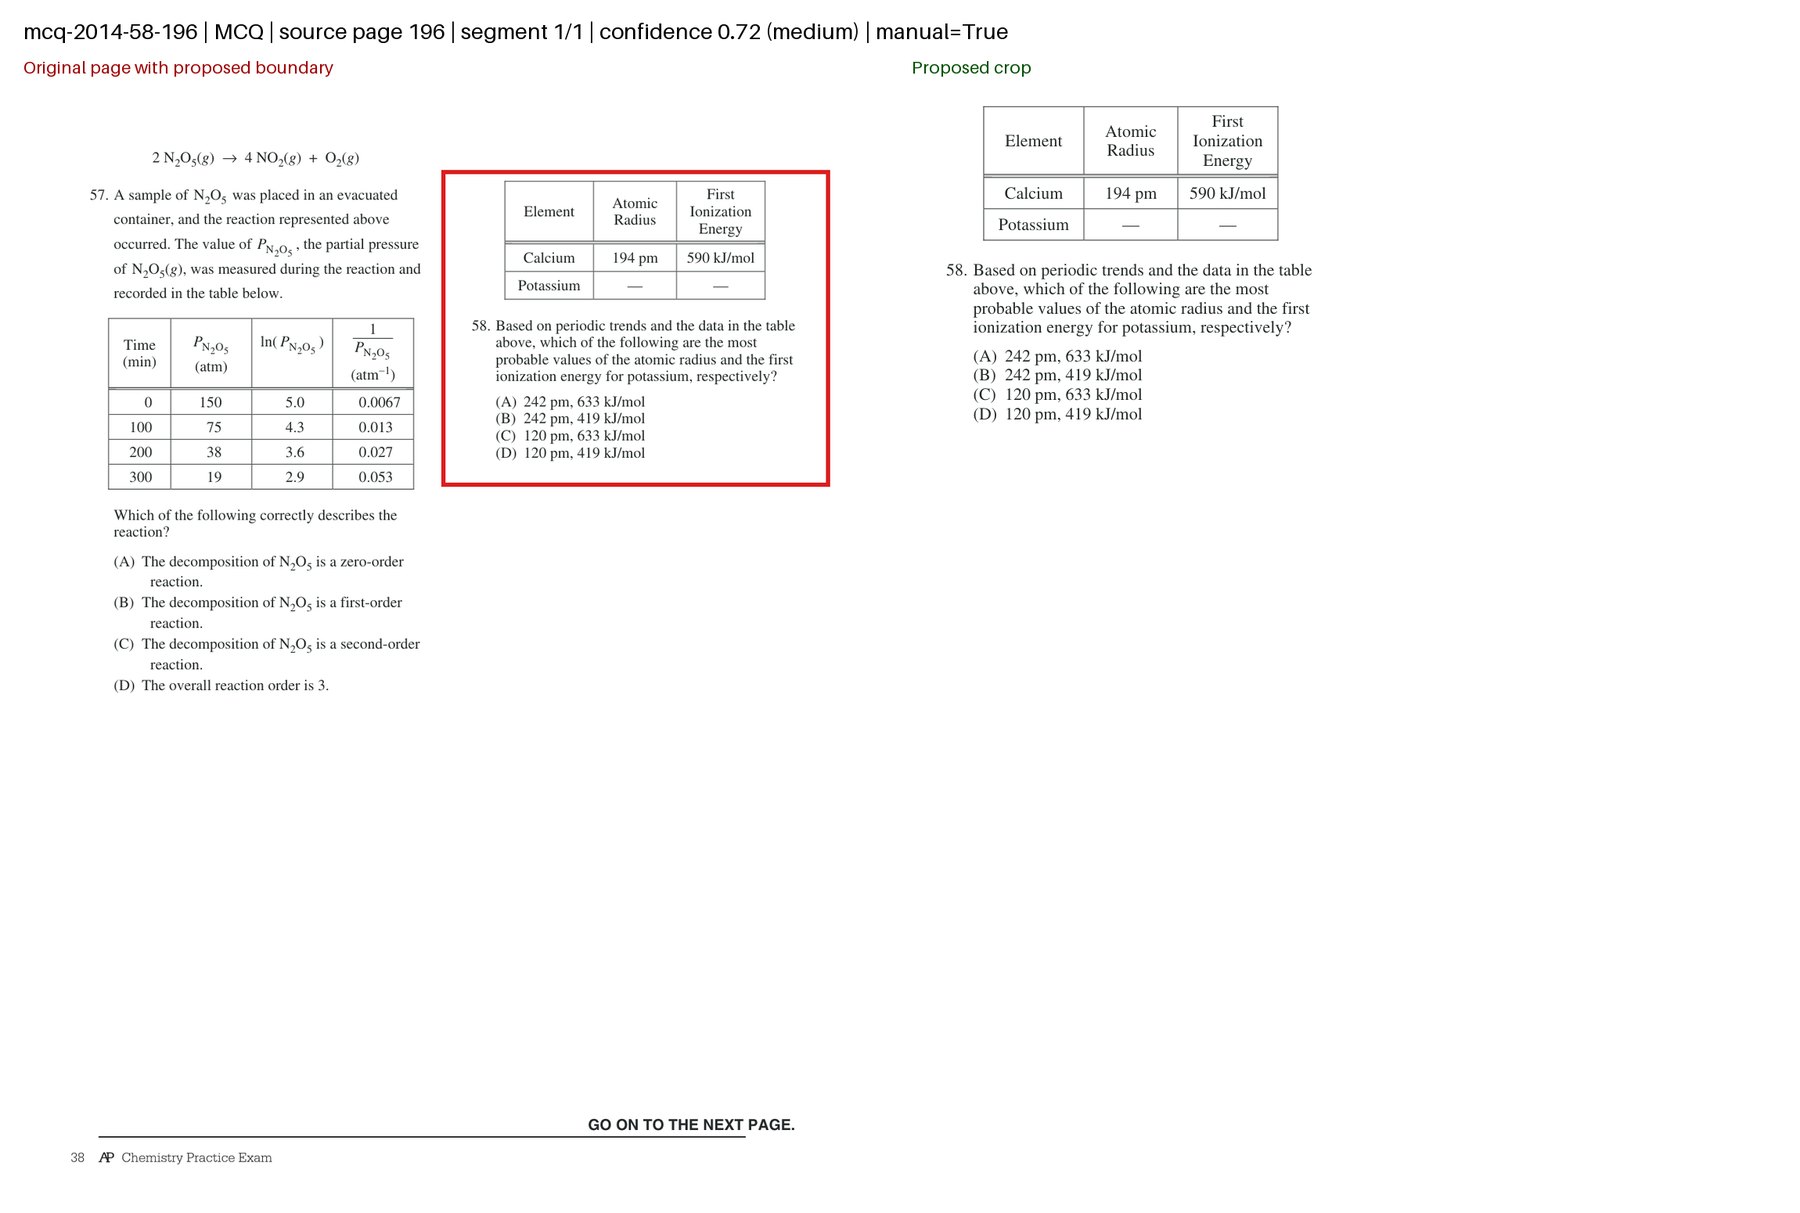 mcq-2014-58-196 | MCQ | source page 196 | segment 1/1 | confidence 0.72 (medium) | manual=True
Original page with proposed boundary
2 N₂O₅(g) → 4 NO₂(g) + O₂(g)
57. A sample of N₂O₅ was placed in an evacuated
container, and the reaction represented above
occurred. The value of P_N₂O₅, the partial pressure
of N₂O₅(g), was measured during the reaction and
recorded in the table below.
Time (min) | P_N₂O₅ (atm) | ln(P_N₂O₅) | 1/P_N₂O₅ (atm⁻¹)
0 | 150 | 5.0 | 0.0067
100 | 75 | 4.3 | 0.013
200 | 38 | 3.6 | 0.027
300 | 19 | 2.9 | 0.053
Which of the following correctly describes the
reaction?
(A) The decomposition of N₂O₅ is a zero-order
reaction.
(B) The decomposition of N₂O₅ is a first-order
reaction.
(C) The decomposition of N₂O₅ is a second-order
reaction.
(D) The overall reaction order is 3.
Element | Atomic Radius | First Ionization Energy
Calcium | 194 pm | 590 kJ/mol
Potassium | — | —
58. Based on periodic trends and the data in the table
above, which of the following are the most
probable values of the atomic radius and the first
ionization energy for potassium, respectively?
(A) 242 pm, 633 kJ/mol
(B) 242 pm, 419 kJ/mol
(C) 120 pm, 633 kJ/mol
(D) 120 pm, 419 kJ/mol
GO ON TO THE NEXT PAGE.
38 AP Chemistry Practice Exam
Proposed crop
Element | Atomic Radius | First Ionization Energy
Calcium | 194 pm | 590 kJ/mol
Potassium | — | —
58. Based on periodic trends and the data in the table
above, which of the following are the most
probable values of the atomic radius and the first
ionization energy for potassium, respectively?
(A) 242 pm, 633 kJ/mol
(B) 242 pm, 419 kJ/mol
(C) 120 pm, 633 kJ/mol
(D) 120 pm, 419 kJ/mol